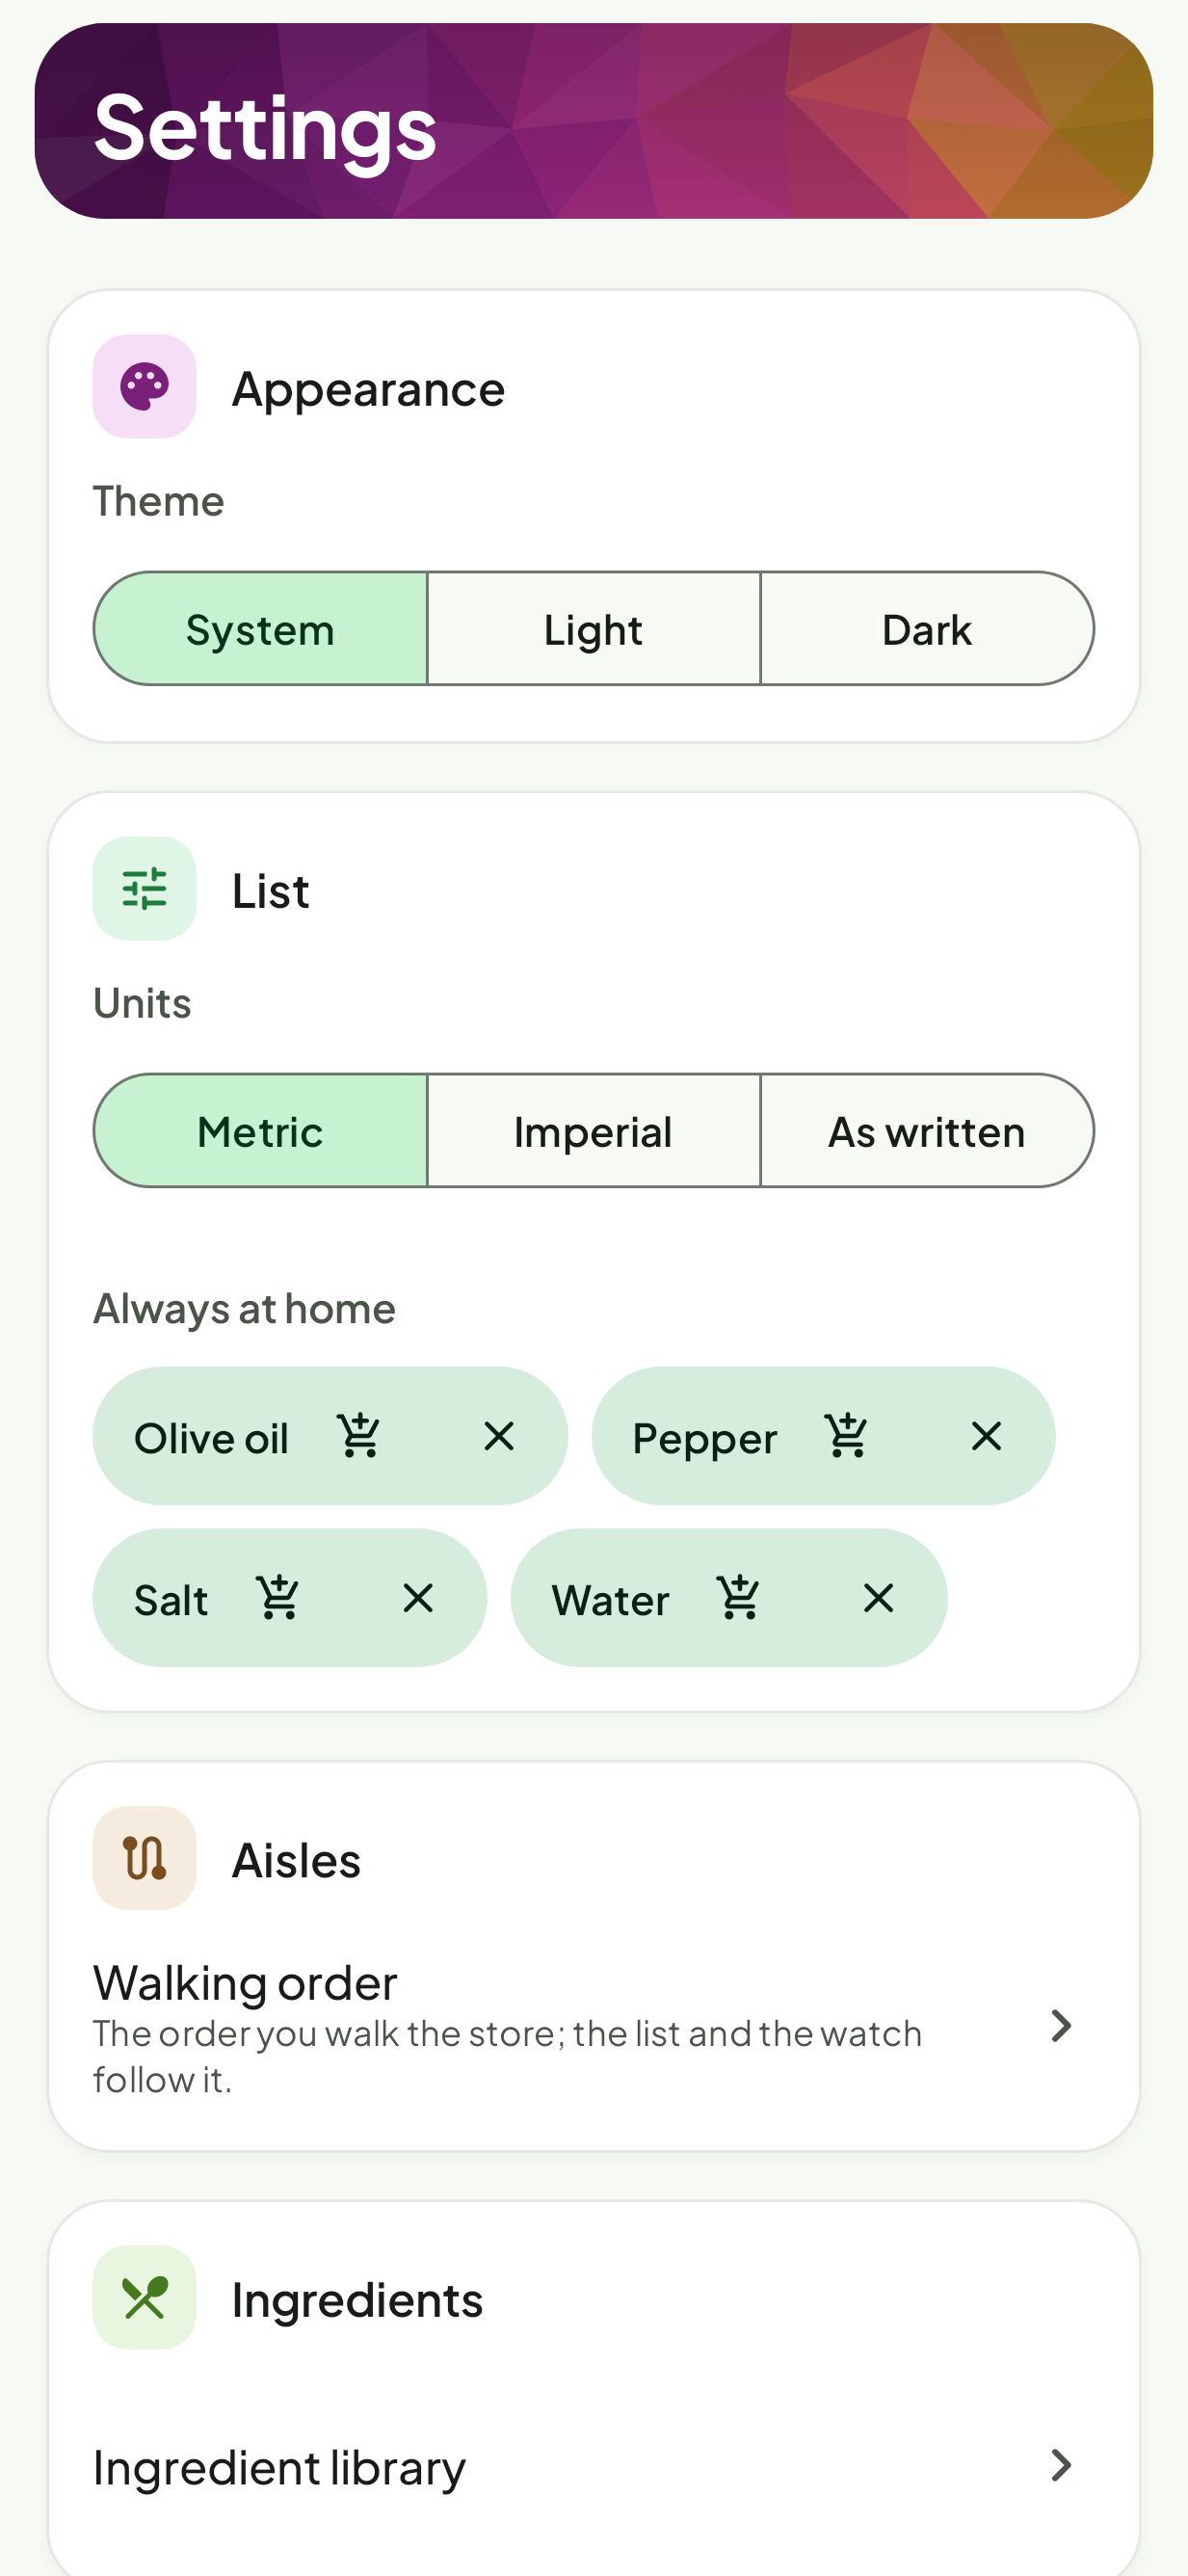 Settings
Appearance
Theme
System
Light
Dark
List
Units
Metric
Imperial
As written
Always at home
Olive oil
Pepper
Salt
Water
Aisles
Walking order
The order you walk the store; the list and the watch
follow it.
Ingredients
Ingredient library